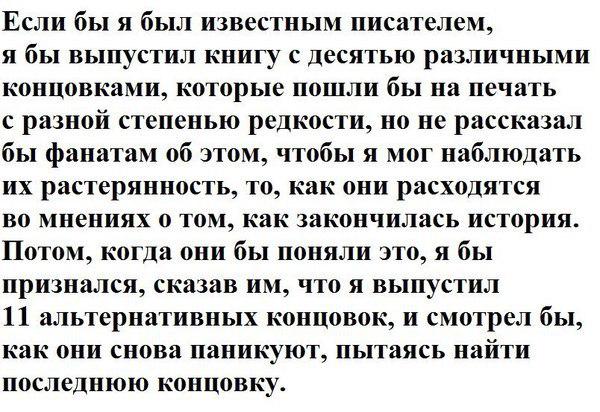 Если бы я был известным писателем,
я бы выпустил книгу с десятью различными
концовками, которые пошли бы на печать
с разной степенью редкости, но не рассказал
бы фанатам об этом, чтобы я мог наблюдать
их растерянность, то, как они расходятся
во мнениях о том, как закончилась история.
Потом, когда они бы поняли это, я бы
признался, сказав им, что я выпустил
11 альтернативных концовок, и смотрел бы,
как они снова паникуют, пытаясь найти
последнюю концовку.